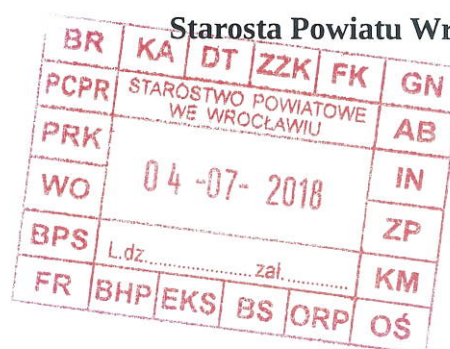 Starosta Powiatu Wr
BR KA DT ZZK FK GN
PCPR STAROSTWO POWIATOWE AB
WE WROCŁAWIU
PRK IN
WO 04 -07- 2018 ZP
BPS L.dz. .................... zał. ............ KM
FR BHP EKS BS ORP OŚ